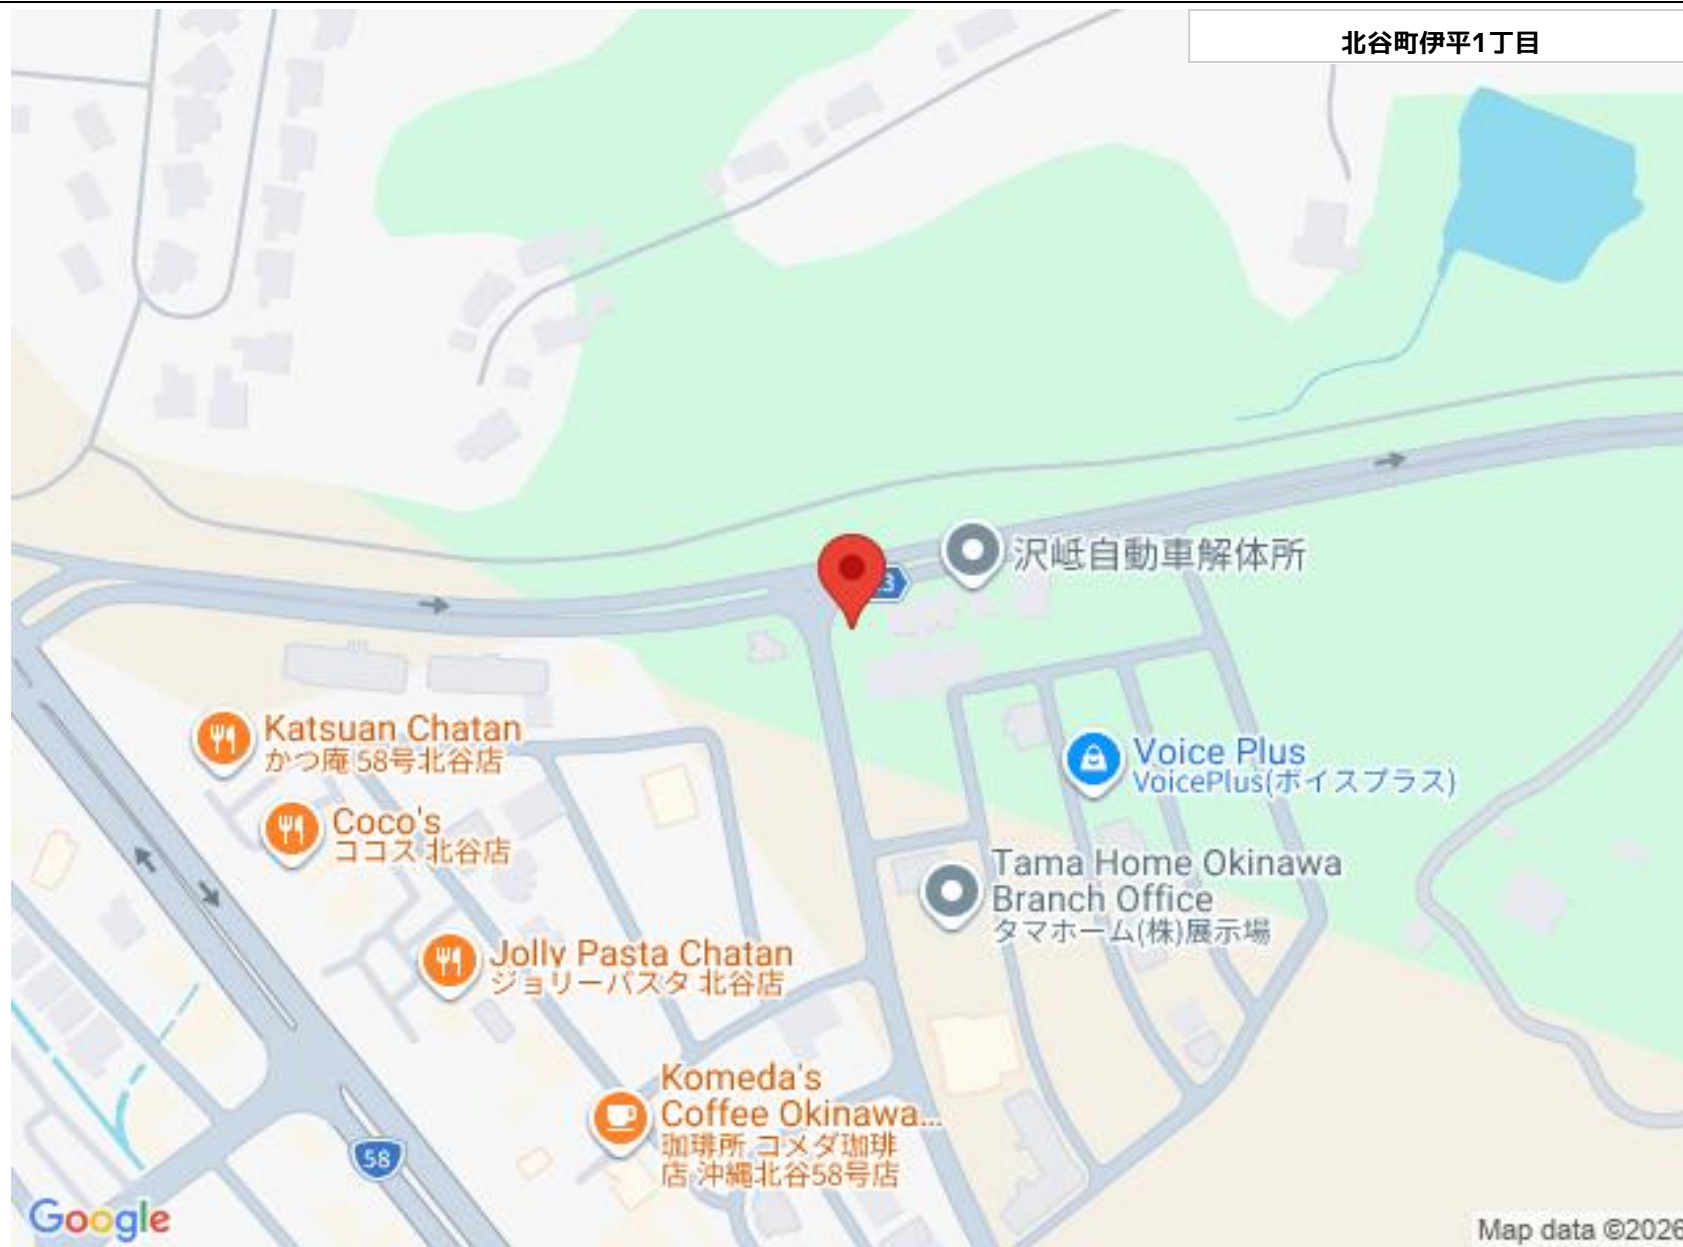 北谷町伊平1丁目
沢岻自動車解体所
Katsuan Chatan
かつ庵 58号北谷店
Voice Plus
VoicePlus(ボイスプラス)
Coco's
ココス 北谷店
Tama Home Okinawa
Branch Office
タマホーム(株)展示場
Jolly Pasta Chatan
ジョリーパスタ 北谷店
Komeda's
Coffee Okinawa...
珈琲所 コメダ珈琲
店 沖縄北谷58号店
58
Google
Map data ©2026